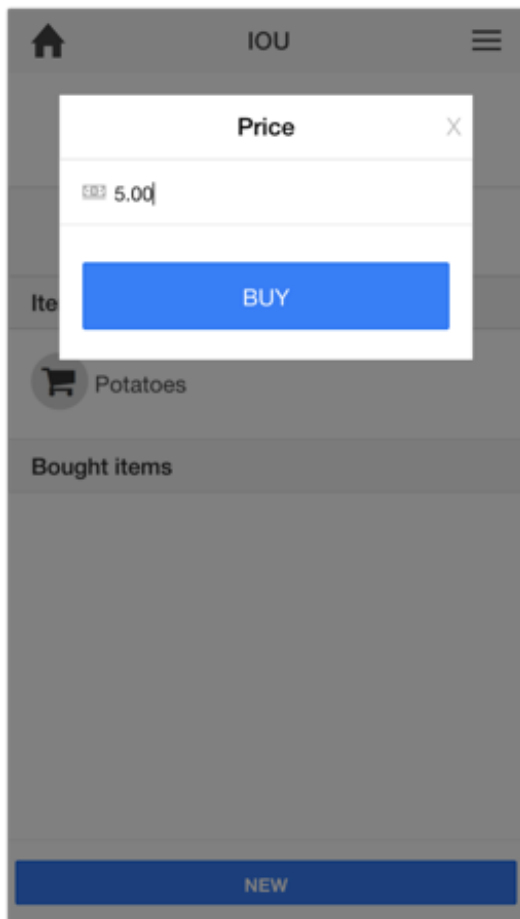 IOU
Price X
5.00
BUY
Ite
Potatoes
Bought items
NEW